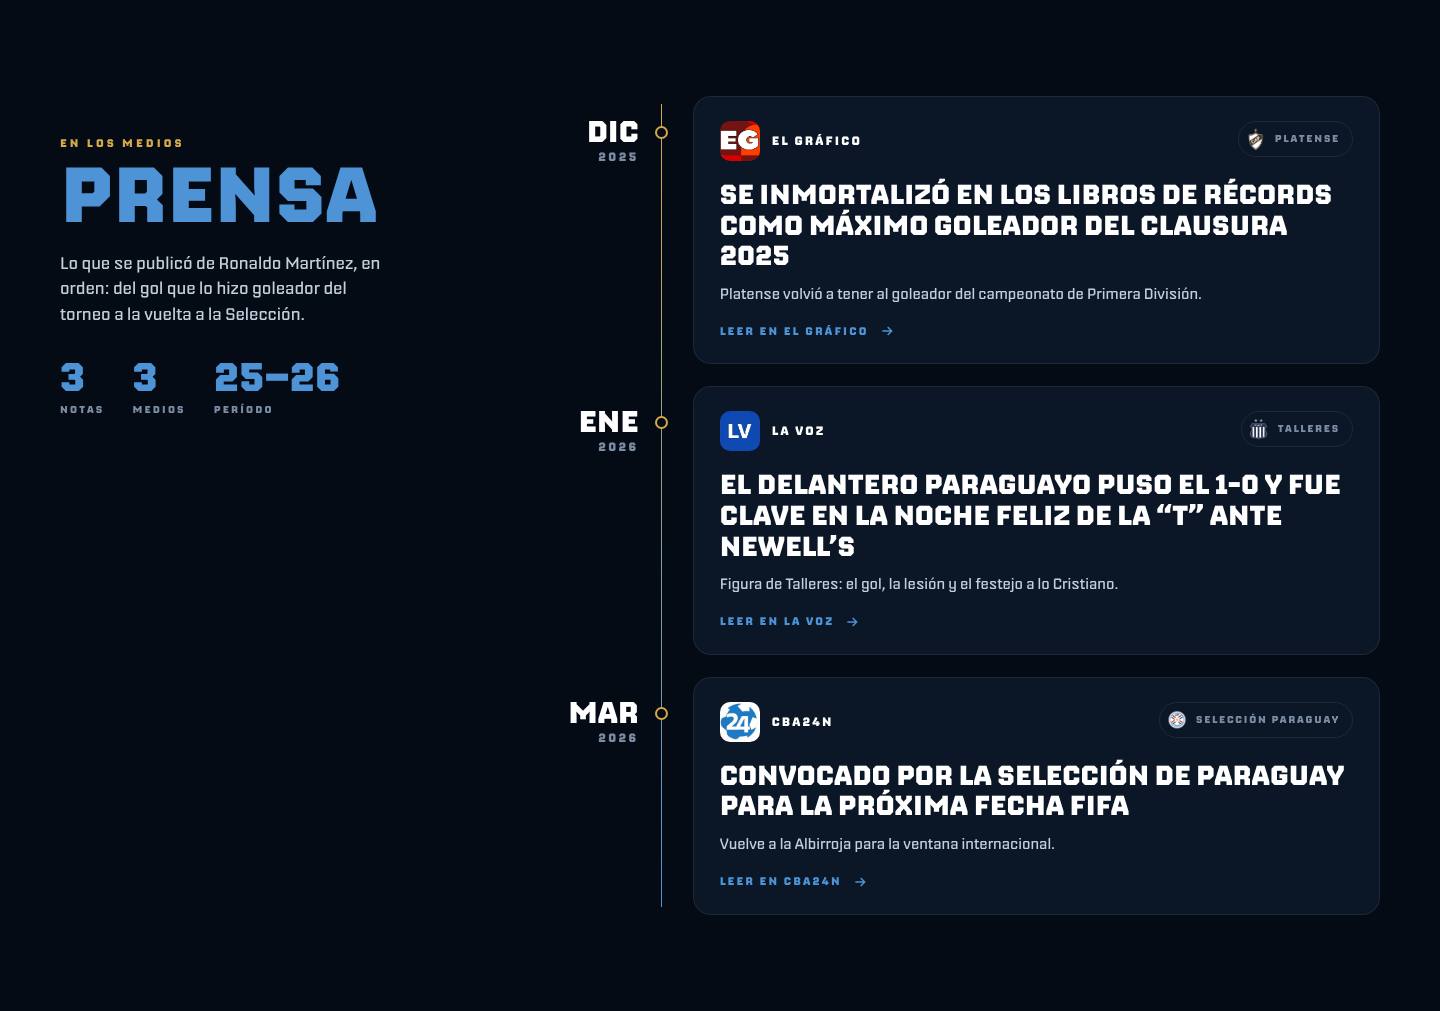 EN LOS MEDIOS
PRENSA
Lo que se publicó de Ronaldo Martínez, en
orden: del gol que lo hizo goleador del
torneo a la vuelta a la Selección.
3
NOTAS
3
MEDIOS
25–26
PERÍODO
DIC
2025
EG
EL GRÁFICO
PLATENSE
SE INMORTALIZÓ EN LOS LIBROS DE RÉCORDS
COMO MÁXIMO GOLEADOR DEL CLAUSURA
2025
Platense volvió a tener al goleador del campeonato de Primera División.
LEER EN EL GRÁFICO →
ENE
2026
LV
LA VOZ
TALLERES
EL DELANTERO PARAGUAYO PUSO EL 1-0 Y FUE
CLAVE EN LA NOCHE FELIZ DE LA “T” ANTE
NEWELL’S
Figura de Talleres: el gol, la lesión y el festejo a lo Cristiano.
LEER EN LA VOZ →
MAR
2026
24
CBA24N
SELECCIÓN PARAGUAY
CONVOCADO POR LA SELECCIÓN DE PARAGUAY
PARA LA PRÓXIMA FECHA FIFA
Vuelve a la Albirroja para la ventana internacional.
LEER EN CBA24N →